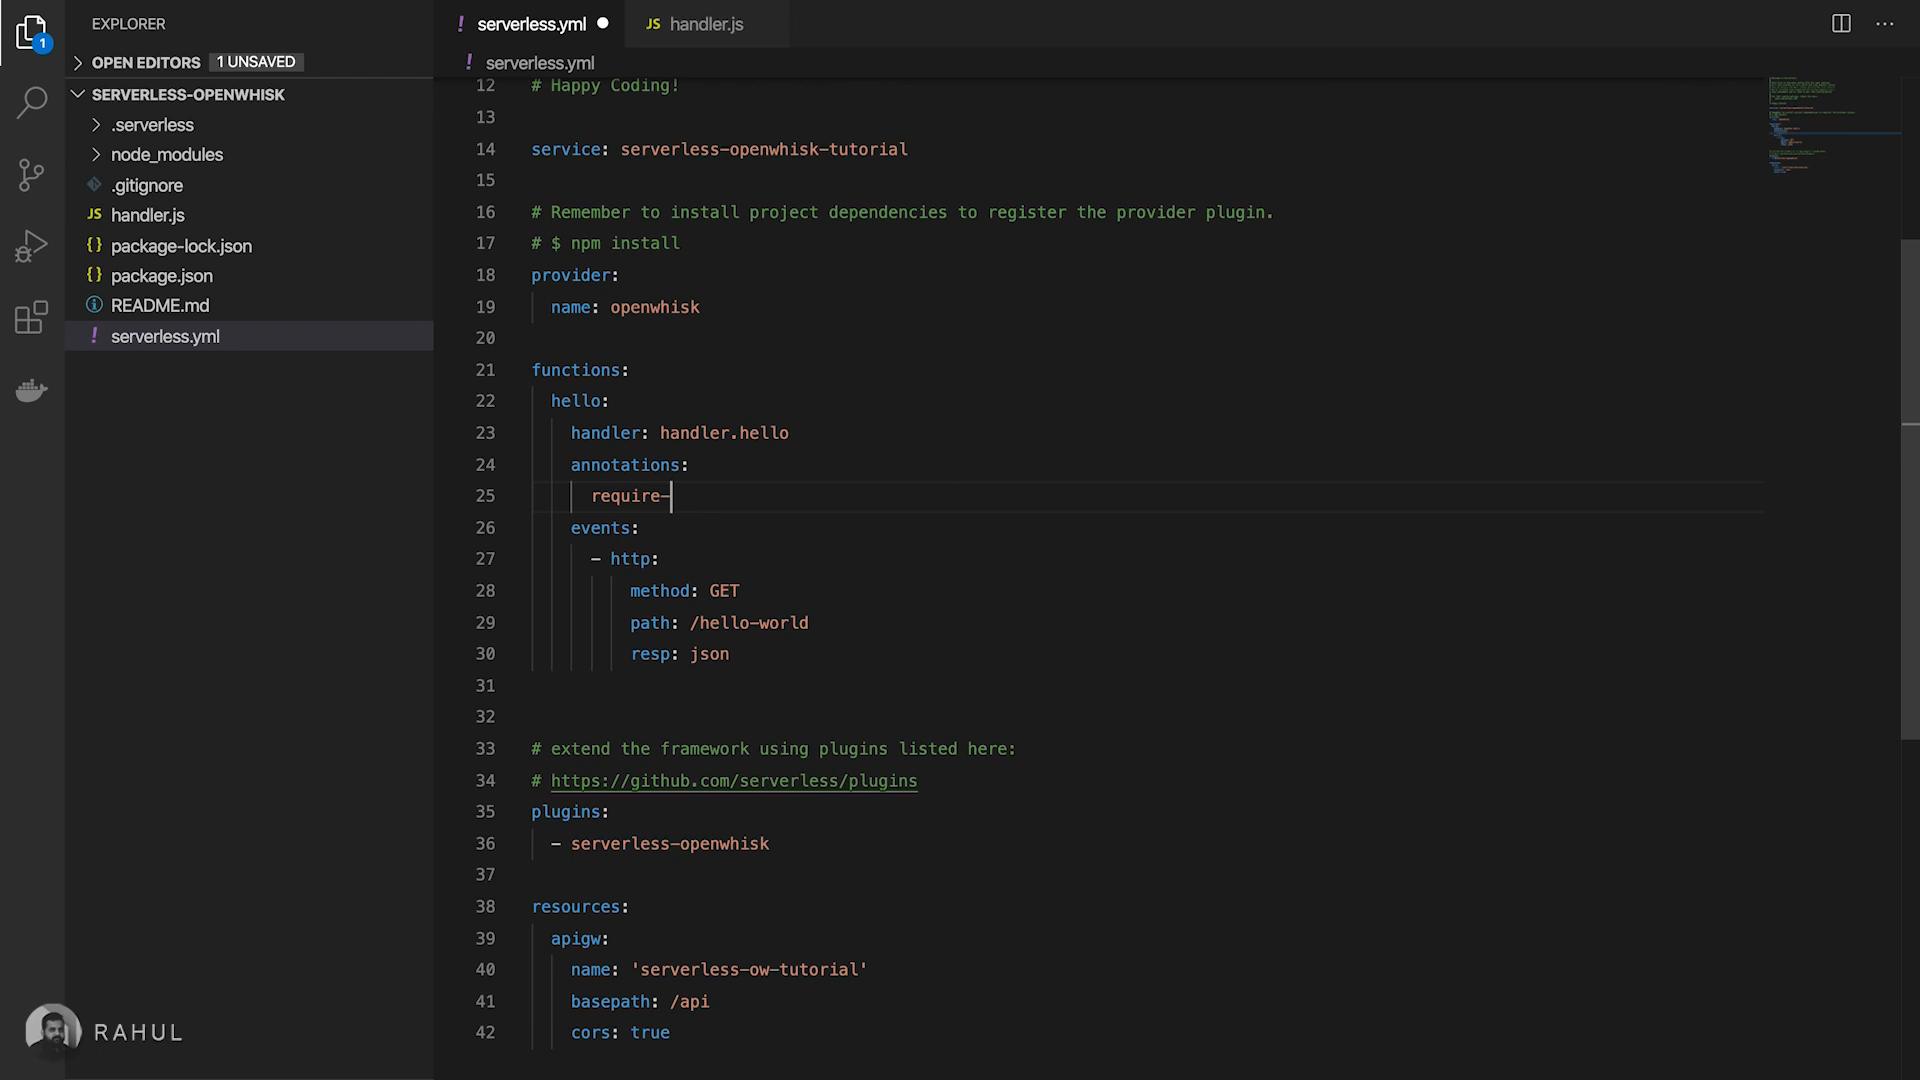 1
EXPLORER
OPEN EDITORS 1 UNSAVED
SERVERLESS-OPENWHISK
.serverless
node_modules
.gitignore
JS handler.js
{} package-lock.json
{} package.json
README.md
! serverless.yml
RAHUL
! serverless.yml
JS handler.js
! serverless.yml
12 # Happy Coding!
13
14 service: serverless-openwhisk-tutorial
15
16 # Remember to install project dependencies to register the provider plugin.
17 # $ npm install
18 provider:
19 name: openwhisk
20
21 functions:
22 hello:
23 handler: handler.hello
24 annotations:
25 require-
26 events:
27 - http:
28 method: GET
29 path: /hello-world
30 resp: json
31
32
33 # extend the framework using plugins listed here:
34 # https://github.com/serverless/plugins
35 plugins:
36 - serverless-openwhisk
37
38 resources:
39 apigw:
40 name: 'serverless-ow-tutorial'
41 basepath: /api
42 cors: true